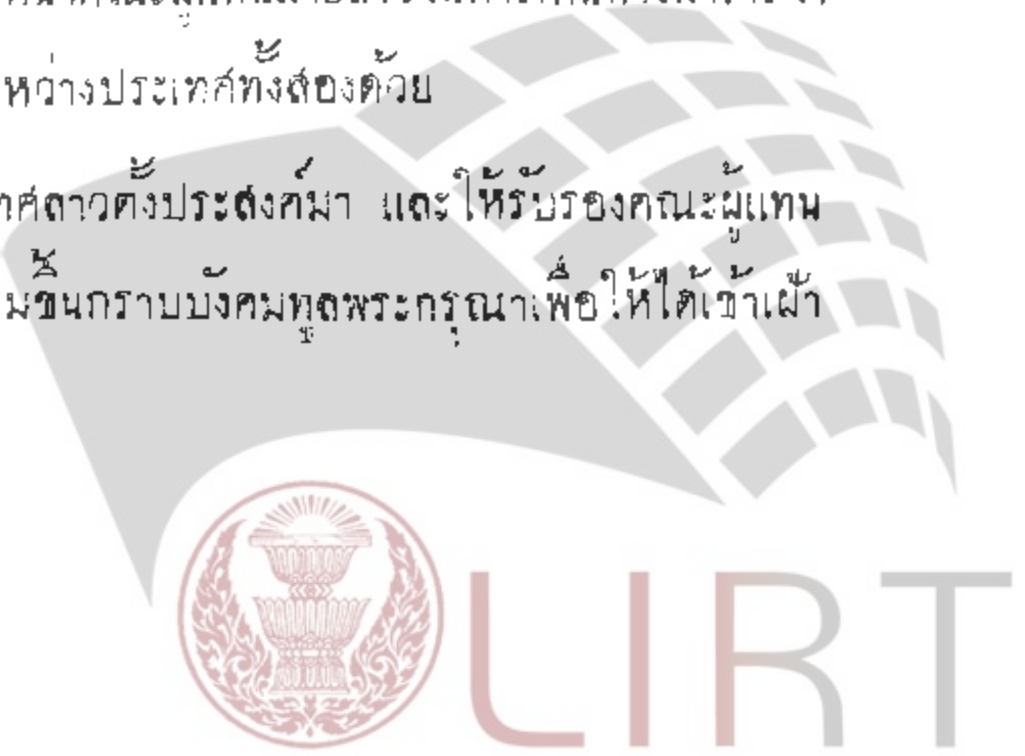 หว่างประเทศทั้งสองด้วย
ทศลาวดั่งประสงค์มา และให้รับรองคณะผู้แทน
มขึ้นกราบบังคมทูลพระกรุณาเพื่อให้ได้เข้าเฝ้า
LIRT